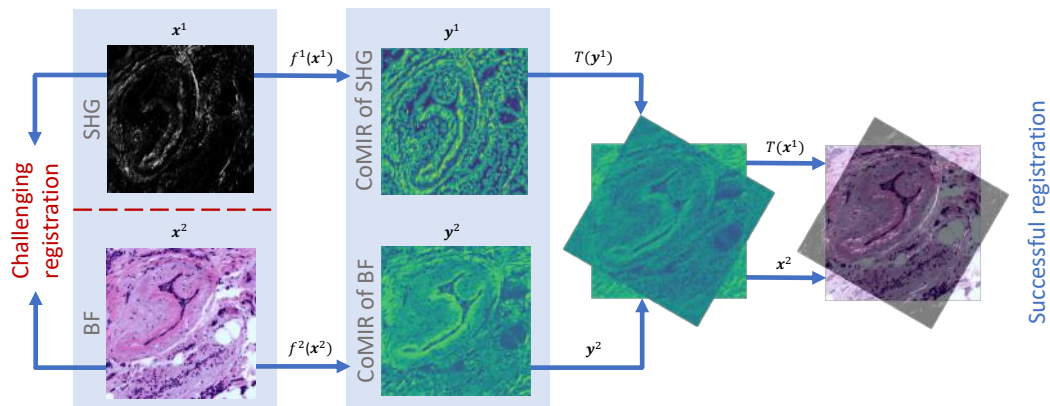 Challenging
registration
x¹
SHG
x²
BF
f¹(x¹)
f²(x²)
y¹
CoMIR of SHG
y²
CoMIR of BF
T(y¹)
y²
T(x¹)
x²
Successful registration